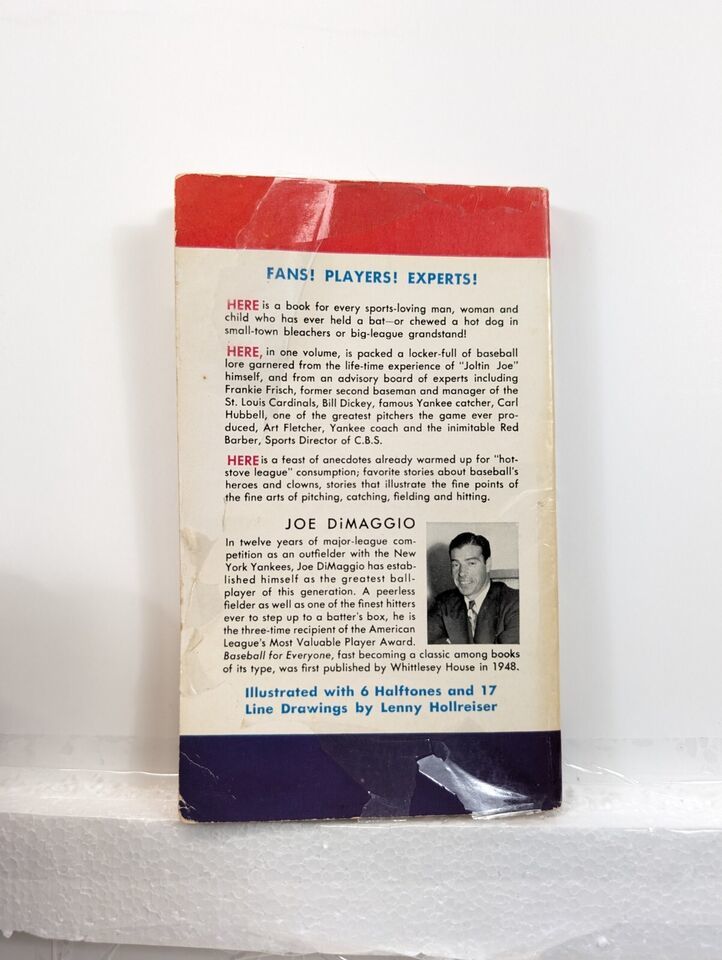 FANS! PLAYERS! EXPERTS!
HERE is a book for every sports-loving man, woman and
child who has ever held a bat—or chewed a hot dog in
small-town bleachers or big-league grandstand!
HERE, in one volume, is packed a locker-full of baseball
lore garnered from the life-time experience of "Joltin Joe"
himself, and from an advisory board of experts including
Frankie Frisch, former second baseman and manager of the
St. Louis Cardinals, Bill Dickey, famous Yankee catcher, Carl
Hubbell, one of the greatest pitchers the game ever pro-
duced, Art Fletcher, Yankee coach and the inimitable Red
Barber, Sports Director of C.B.S.
HERE is a feast of anecdotes already warmed up for "hot-
stove league" consumption; favorite stories about baseball's
heroes and clowns, stories that illustrate the fine points of
the fine arts of pitching, catching, fielding and hitting.
JOE DiMAGGIO
In twelve years of major-league com-
petition as an outfielder with the New
York Yankees, Joe DiMaggio has estab-
lished himself as the greatest ball-
player of this generation. A peerless
fielder as well as one of the finest hitters
ever to step up to a batter's box, he is
the three-time recipient of the American
League's Most Valuable Player Award.
Baseball for Everyone, fast becoming a classic among books
of its type, was first published by Whittlesey House in 1948.
Illustrated with 6 Halftones and 17
Line Drawings by Lenny Hollreiser